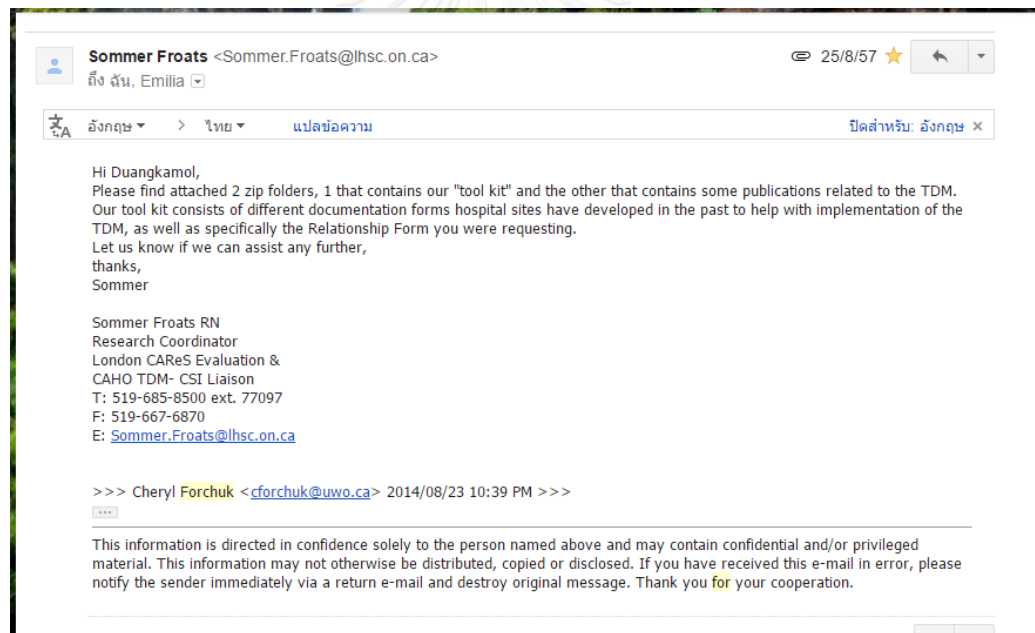 Sommer Froats <Sommer.Froats@lhsc.on.ca> 25/8/57
ถึง ฉัน, Emilia
อังกฤษ > ไทย แปลข้อความ ปิดสำหรับ: อังกฤษ ×
Hi Duangkamol,
Please find attached 2 zip folders, 1 that contains our "tool kit" and the other that contains some publications related to the TDM.
Our tool kit consists of different documentation forms hospital sites have developed in the past to help with implementation of the
TDM, as well as specifically the Relationship Form you were requesting.
Let us know if we can assist any further,
thanks,
Sommer
Sommer Froats RN
Research Coordinator
London CAReS Evaluation &
CAHO TDM- CSI Liaison
T: 519-685-8500 ext. 77097
F: 519-667-6870
E: Sommer.Froats@lhsc.on.ca
>>> Cheryl Forchuk <cforchuk@uwo.ca> 2014/08/23 10:39 PM >>>
This information is directed in confidence solely to the person named above and may contain confidential and/or privileged
material. This information may not otherwise be distributed, copied or disclosed. If you have received this e-mail in error, please
notify the sender immediately via a return e-mail and destroy original message. Thank you for your cooperation.